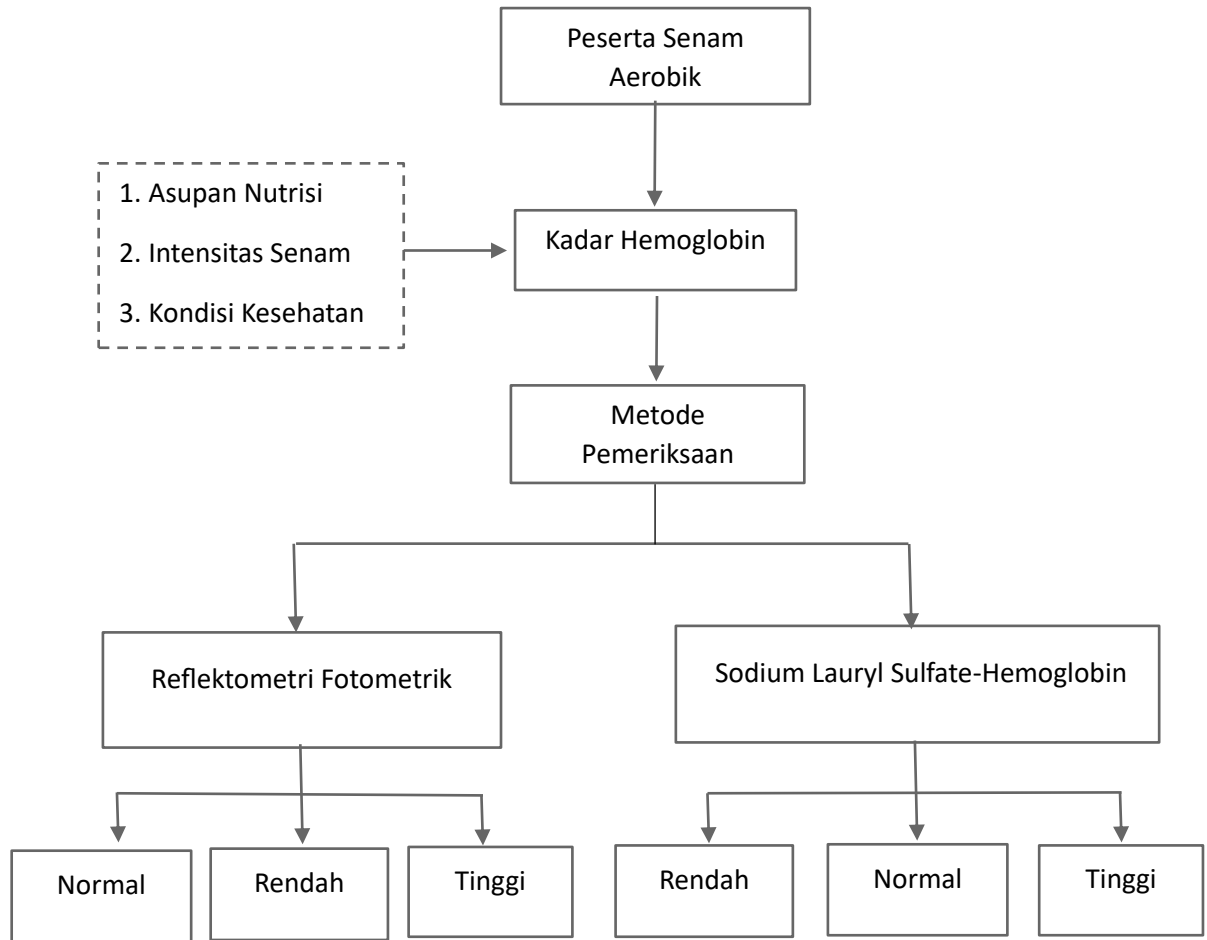 Peserta Senam
Aerobik
1. Asupan Nutrisi
2. Intensitas Senam
3. Kondisi Kesehatan
Kadar Hemoglobin
Metode
Pemeriksaan
Reflektometri Fotometrik
Sodium Lauryl Sulfate-Hemoglobin
Normal
Rendah
Tinggi
Rendah
Normal
Tinggi